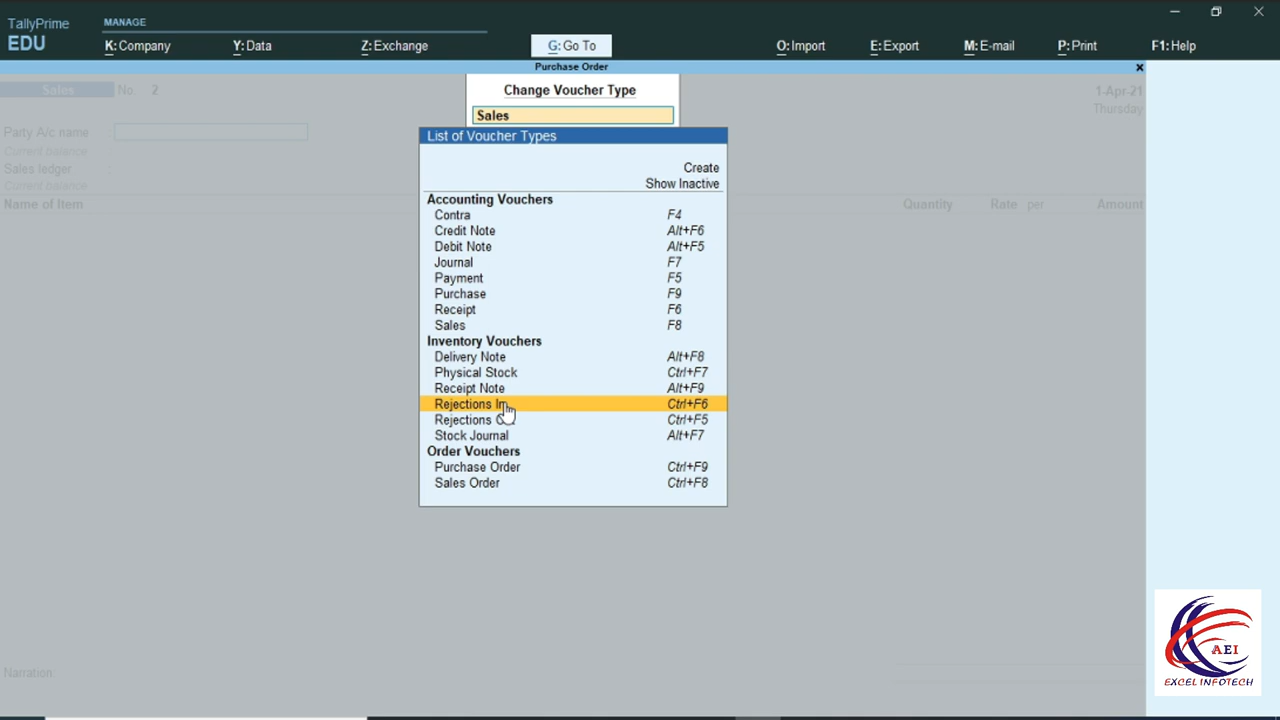 TallyPrime
EDU
MANAGE
K: Company
Y: Data
Z: Exchange
G: Go To
O: Import
E: Export
M: E-mail
P: Print
F1: Help
Purchase Order
Sales No. 2
1-Apr-21
Thursday
Party A/c name :
Current balance :
Sales ledger :
Current balance :
Name of Item Quantity Rate per Amount
Change Voucher Type
Sales
List of Voucher Types
Create
Show Inactive
Accounting Vouchers
Contra F4
Credit Note Alt+F6
Debit Note Alt+F5
Journal F7
Payment F5
Purchase F9
Receipt F6
Sales F8
Inventory Vouchers
Delivery Note Alt+F8
Physical Stock Ctrl+F7
Receipt Note Alt+F9
Rejections In Ctrl+F6
Rejections Ctrl+F5
Stock Journal Alt+F7
Order Vouchers
Purchase Order Ctrl+F9
Sales Order Ctrl+F8
Narration:
AEI
EXCEL INFOTECH